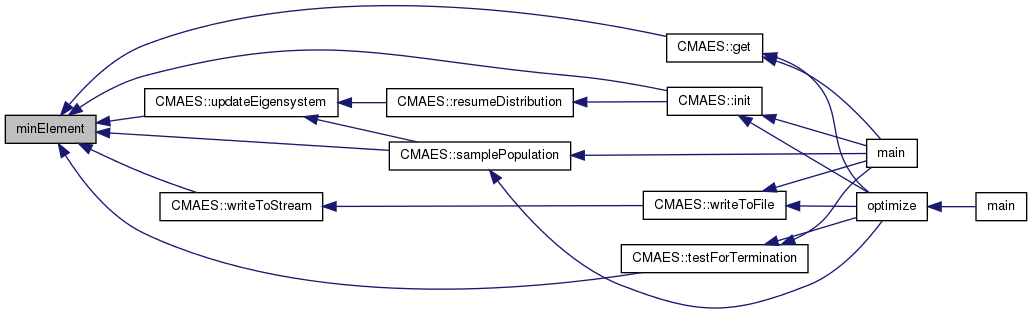 CMAES::get
CMAES::updateEigensystem
CMAES::resumeDistribution
CMAES::init
minElement
CMAES::samplePopulation
main
CMAES::writeToStream
CMAES::writeToFile
optimize
main
CMAES::testForTermination